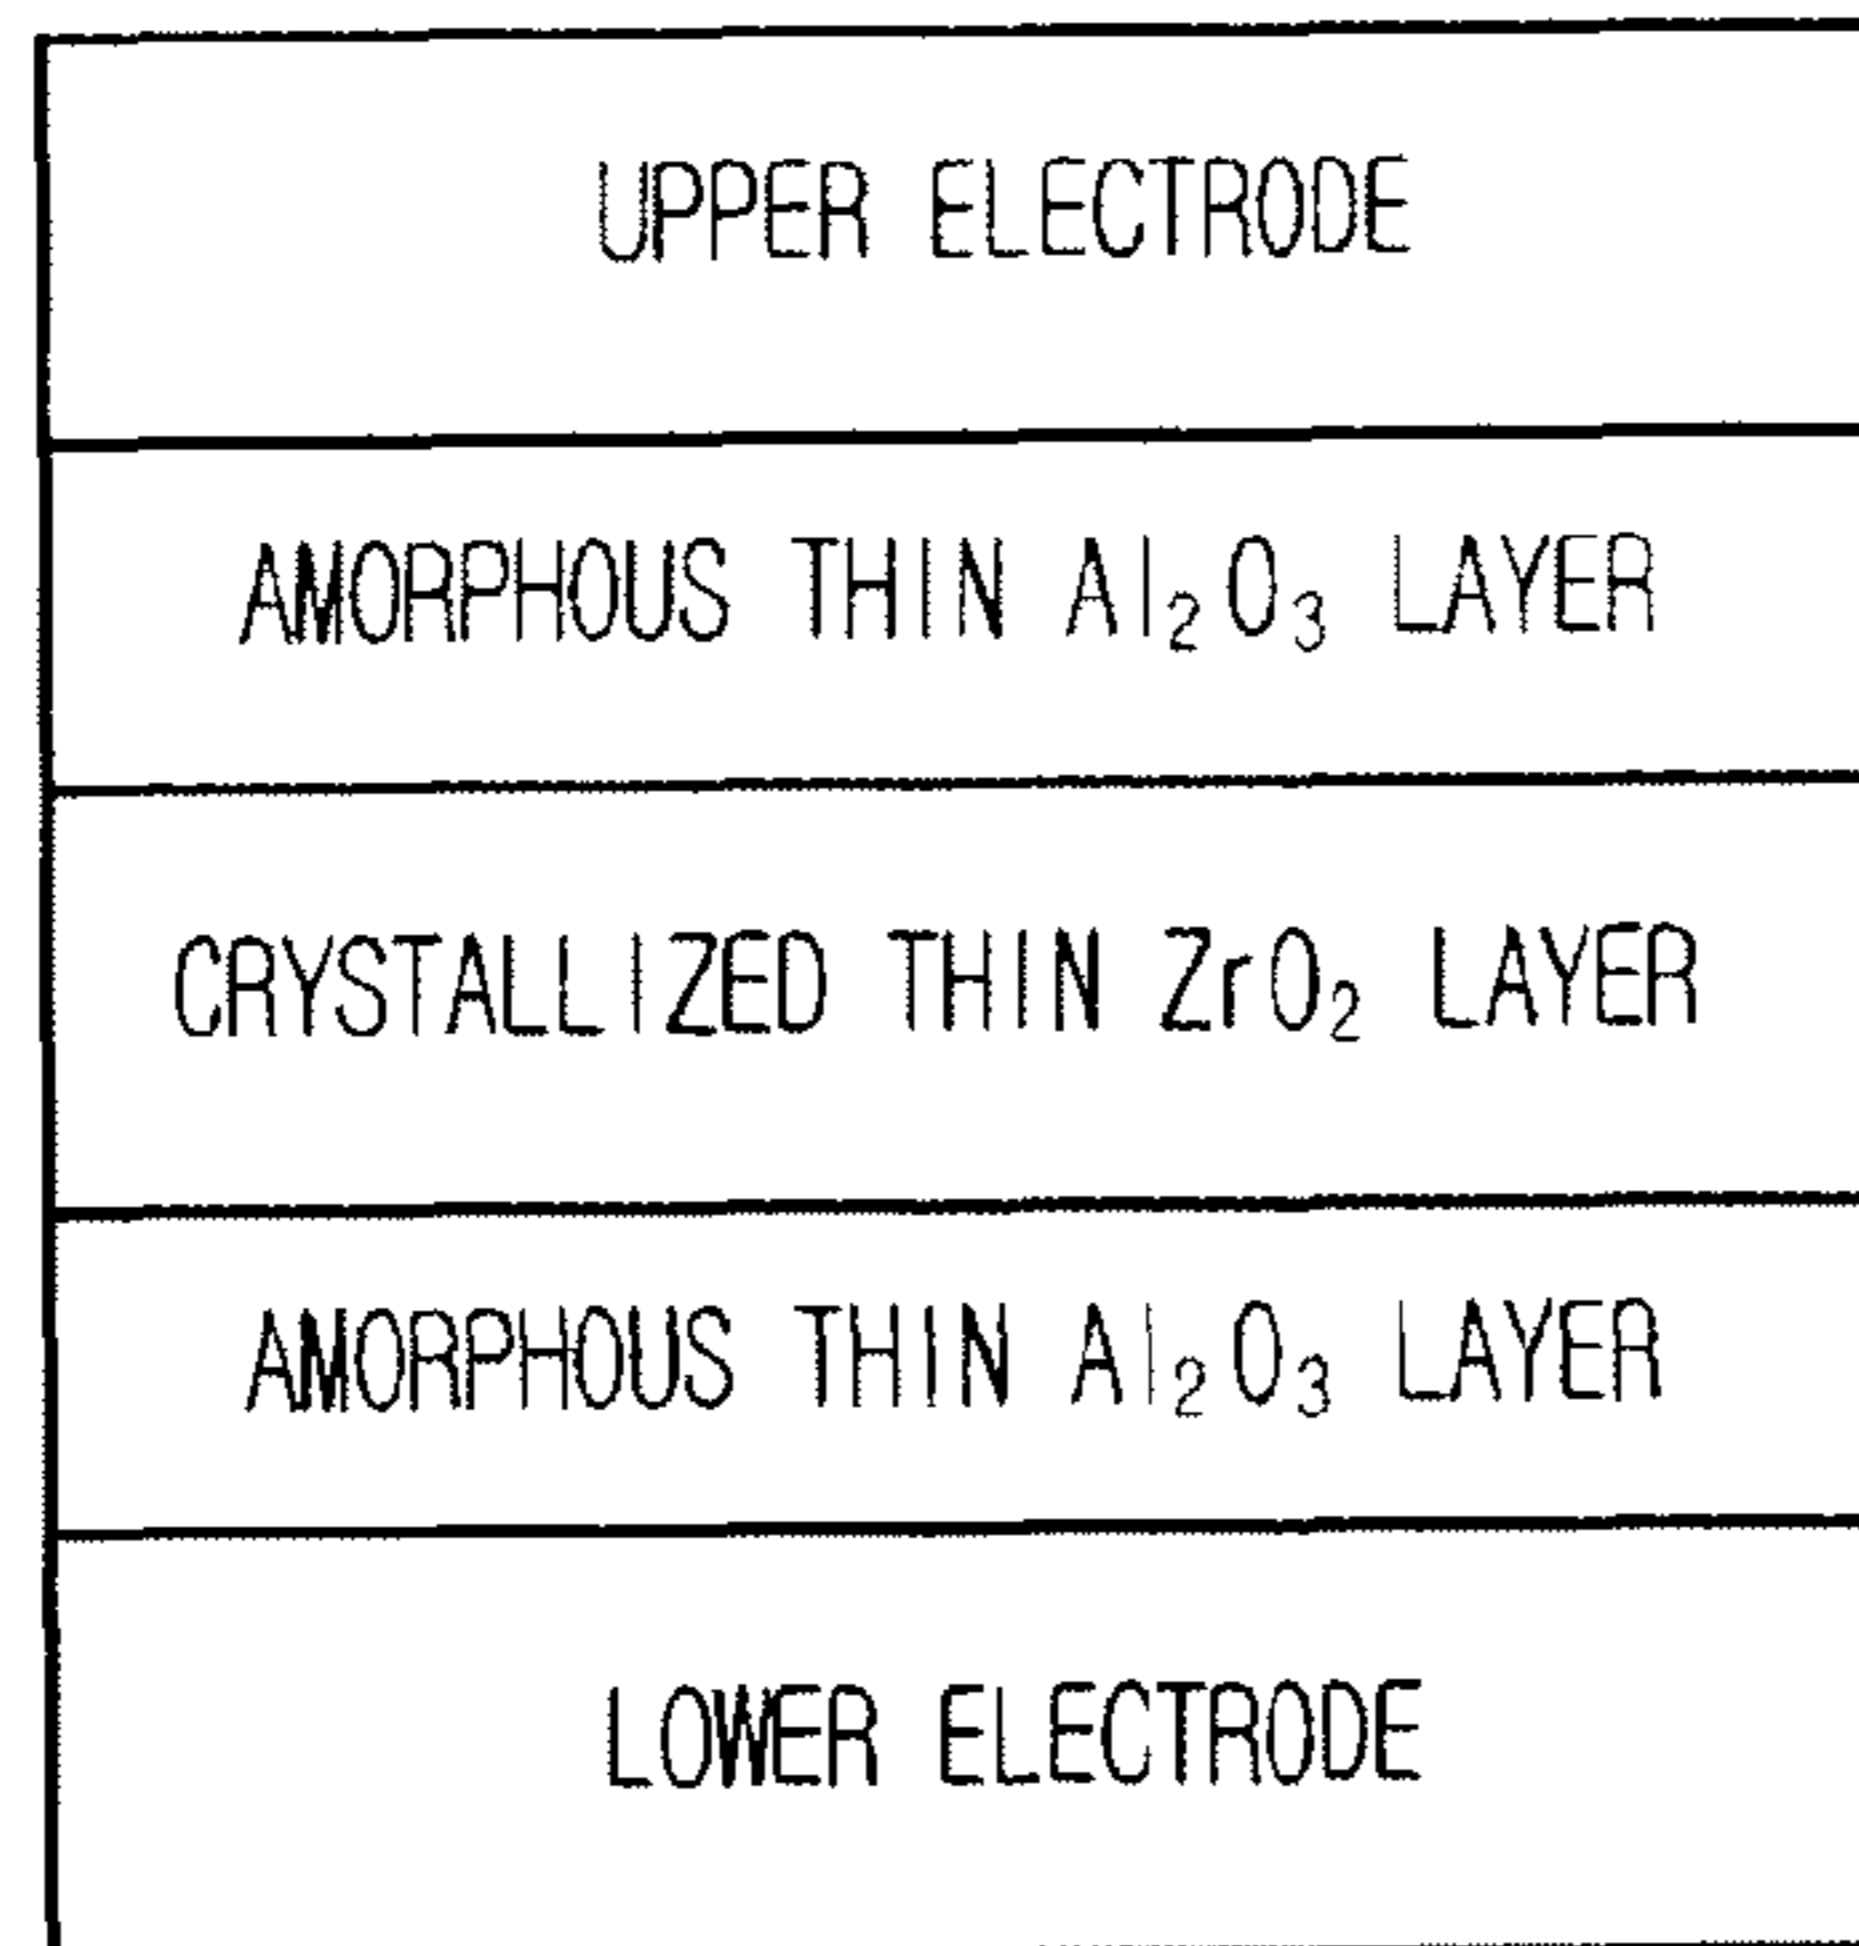 UPPER ELECTRODE
AMORPHOUS THIN Al₂O₃ LAYER
CRYSTALLIZED THIN ZrO₂ LAYER
AMORPHOUS THIN Al₂O₃ LAYER
LOWER ELECTRODE